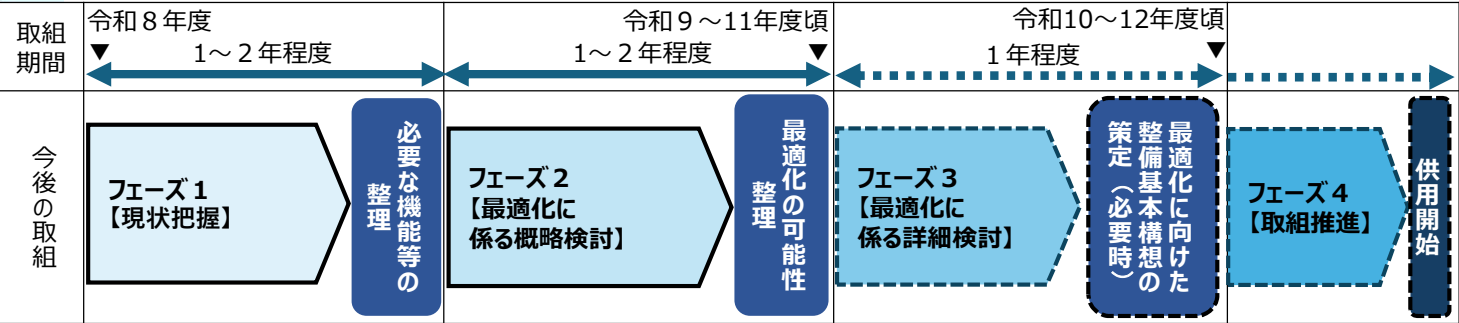 取組
期間
令和８年度
▼
1～２年程度
令和９～11年度頃
1～２年程度
▼
令和10～12年度頃
1年程度
▼
今後の取組
フェーズ１
【現状把握】
必要な機能等の
整理
フェーズ２
【最適化に
係る概略検討】
最適化の可能性
整理
フェーズ３
【最適化に
係る詳細検討】
最適化に向けた
整備基本構想の
策定（必要時）
フェーズ４
【取組推進】
供用開始